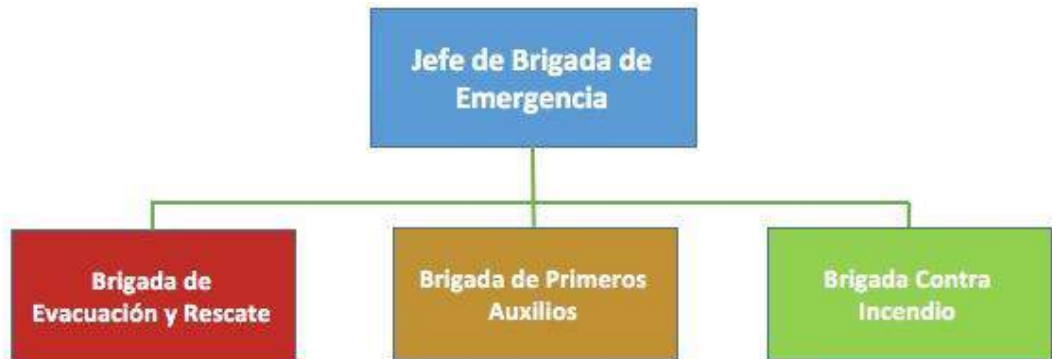 Jefe de Brigada de
Emergencia
Brigada de
Evacuación y Rescate
Brigada de Primeros
Auxilios
Brigada Contra
Incendio